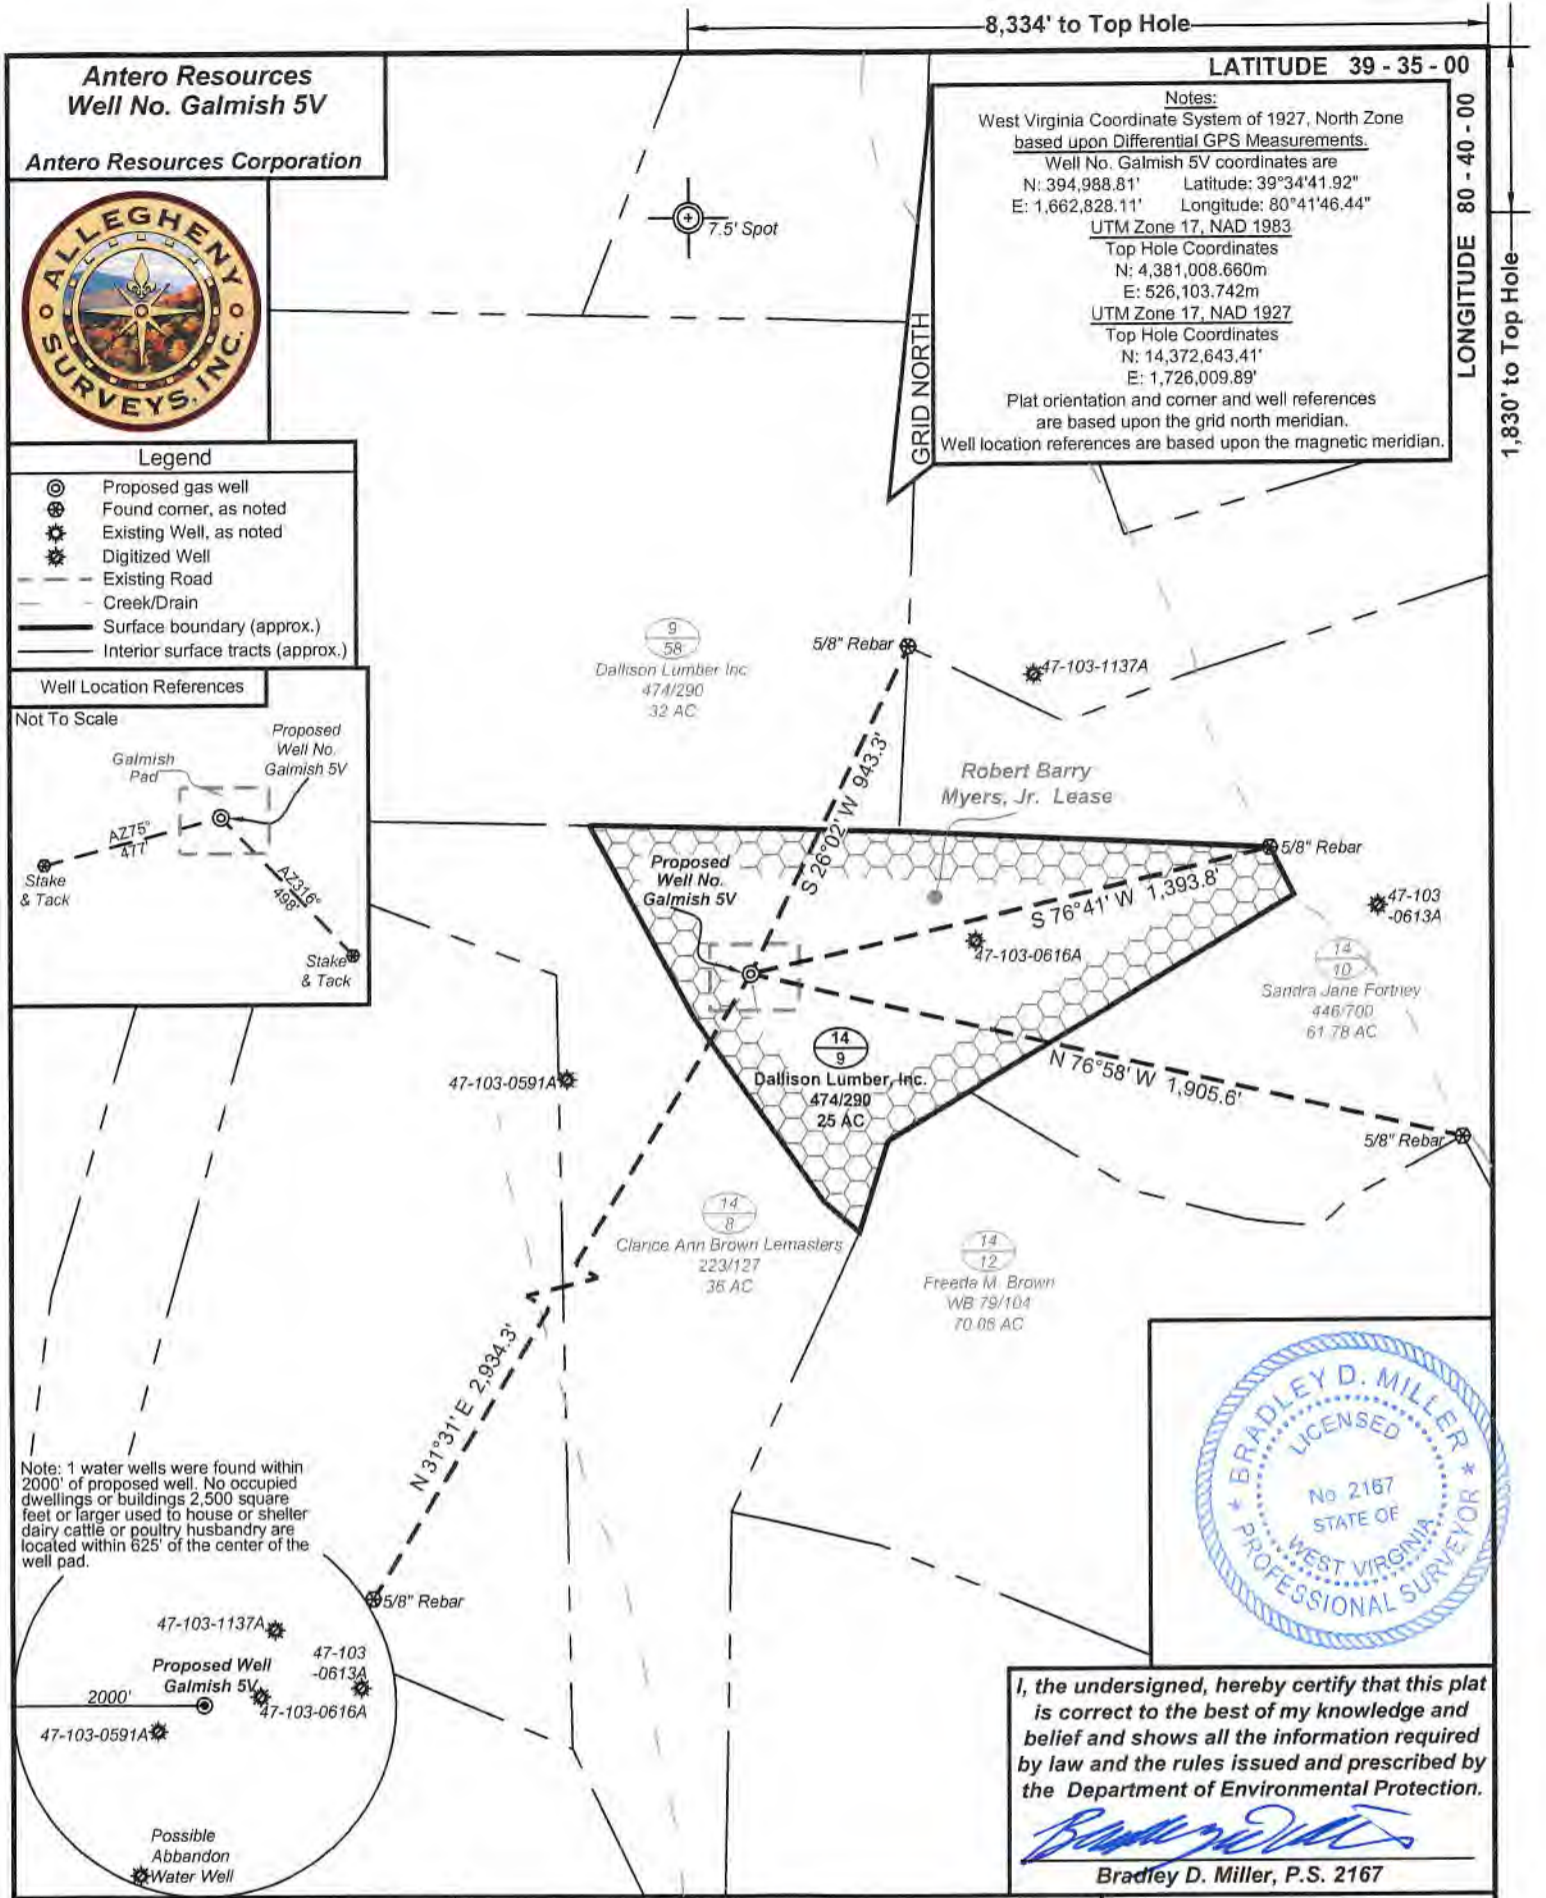 8,334' to Top Hole
Antero Resources
Well No. Galmish 5V
Antero Resources Corporation
ALLEGHENY
SURVEYS, INC.
LATITUDE 39 - 35 - 00
LONGITUDE 80 - 40 - 00
1,830' to Top Hole
Notes:
West Virginia Coordinate System of 1927, North Zone
based upon Differential GPS Measurements.
Well No. Galmish 5V coordinates are
N: 394,988.81' Latitude: 39°34'41.92"
E: 1,662,828.11' Longitude: 80°41'46.44"
UTM Zone 17, NAD 1983
Top Hole Coordinates
N: 4,381,008.660m
E: 526,103.742m
UTM Zone 17, NAD 1927
Top Hole Coordinates
N: 14,372,643.41'
E: 1,726,009.89'
Plat orientation and corner and well references
are based upon the grid north meridian.
Well location references are based upon the magnetic meridian.
7.5' Spot
GRID NORTH
Legend
Proposed gas well
Found corner, as noted
Existing Well, as noted
Digitized Well
Existing Road
Creek/Drain
Surface boundary (approx.)
Interior surface tracts (approx.)
Well Location References
Not To Scale
Galmish
Pad
Proposed
Well No.
Galmish 5V
AZ75°
477'
Stake
& Tack
AZ316°
498'
Stake
& Tack
9
58
Dallison Lumber Inc
474/290
32 AC
5/8" Rebar
47-103-1137A
S 26°02' W 943.3'
Robert Barry
Myers, Jr. Lease
5/8" Rebar
Proposed
Well No.
Galmish 5V
S 76°41' W 1,393.8'
47-103-0616A
47-103
-0613A
14
10
Sandra Jane Fortney
446/700
61.78 AC
14
9
Dallison Lumber, Inc.
474/290
25 AC
N 76°58' W 1,905.6'
5/8" Rebar
47-103-0591A
14
8
Clarice Ann Brown Lemasters
223/127
36 AC
14
12
Freeda M. Brown
WB 79/104
70.06 AC
N 31°31' E 2,934.3'
5/8" Rebar
Note: 1 water wells were found within
2000' of proposed well. No occupied
dwellings or buildings 2,500 square
feet or larger used to house or shelter
dairy cattle or poultry husbandry are
located within 625' of the center of the
well pad.
47-103-1137A
47-103
-0613A
Proposed Well
Galmish 5V
2000'
47-103-0616A
47-103-0591A
Possible
Abbandon
Water Well
BRADLEY D. MILLER
LICENSED
No. 2167
STATE OF
WEST VIRGINIA
PROFESSIONAL SURVEYOR
I, the undersigned, hereby certify that this plat
is correct to the best of my knowledge and
belief and shows all the information required
by law and the rules issued and prescribed by
the Department of Environmental Protection.
Bradley D. Miller, P.S. 2167